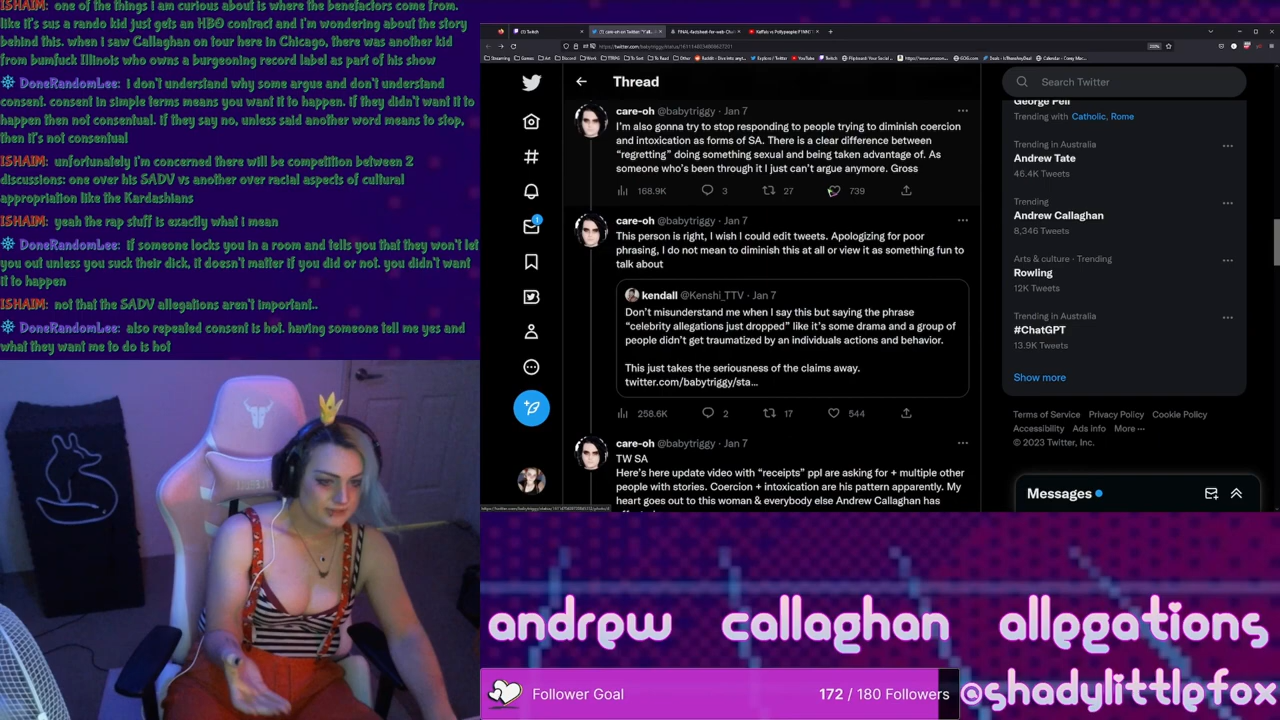 ISHAIM: one of the things I am curious about is where the benefactors come from.
like it's sus a rando kid just gets an HBO contract and i'm wondering about the story
behind this. when I saw Callaghan on tour here in Chicago, there was another kid
from bumfuck Illinois who owns a burgeoning record label as part of his show
DoneRandomLee: i don't understand why some argue and don't understand
consent. consent in simple terms means you want it to happen. if they didn't want it to
happen then not consentual. if they say no, unless said another word means to stop,
then it's not consentual
ISHAIM: unfortunately i'm concerned there will be competition between 2
discussions: one over his SADV vs another over racial aspects of cultural
appropriation like the Kardashians
ISHAIM: yeah the rap stuff is exactly what i mean
DoneRandomLee: if someone locks you in a room and tells you that they won't let
you out unless you suck their dick, it doesn't matter if you did or not. you didn't want
it to happen
ISHAIM: not that the SADV allegations aren't important..
DoneRandomLee: also repeated consent is hot. having someone tell me yes and
what they want me to do is hot
Twitch
FINAL-Factsheet-for-web-Cha
Streaming
Games
Art
Work
To Sort
To Read
Other
Explore / Twitter
YouTube
Twitch
Thread
care-oh @babytriggy · Jan 7
I'm also gonna try to stop responding to people trying to diminish coercion
and intoxication as forms of SA. There is a clear difference between
"regretting" doing something sexual and being taken advantage of. As
someone who's been through it I just can't argue anymore. Gross
168.9K 3 27 739
care-oh @babytriggy · Jan 7
This person is right, I wish I could edit tweets. Apologizing for poor
phrasing, I do not mean to diminish this at all or view it as something fun to
talk about
kendall @Kenshi_TTV · Jan 7
Don't misunderstand me when I say this but saying the phrase
"celebrity allegations just dropped" like it's some drama and a group of
people didn't get traumatized by an individuals actions and behavior.
This just takes the seriousness of the claims away.
twitter.com/babytriggy/sta…
258.6K 2 17 544
care-oh @babytriggy · Jan 7
TW SA
Here's here update video with "receipts" ppl are asking for + multiple other
people with stories. Coercion + intoxication are his pattern apparently. My
heart goes out to this woman & everybody else Andrew Callaghan has
1
Search Twitter
George Pell
Trending with Catholic, Rome
Trending in Australia
Andrew Tate
46.4K Tweets
Trending
Andrew Callaghan
8,346 Tweets
Arts & culture · Trending
Rowling
12K Tweets
Trending in Australia
#ChatGPT
13.9K Tweets
Show more
Terms of Service Privacy Policy Cookie Policy
Accessibility Ads Info More ···
© 2023 Twitter, Inc.
Messages
andrew callaghan allegations
Follower Goal 172 / 180 Followers
@shadylittlefox